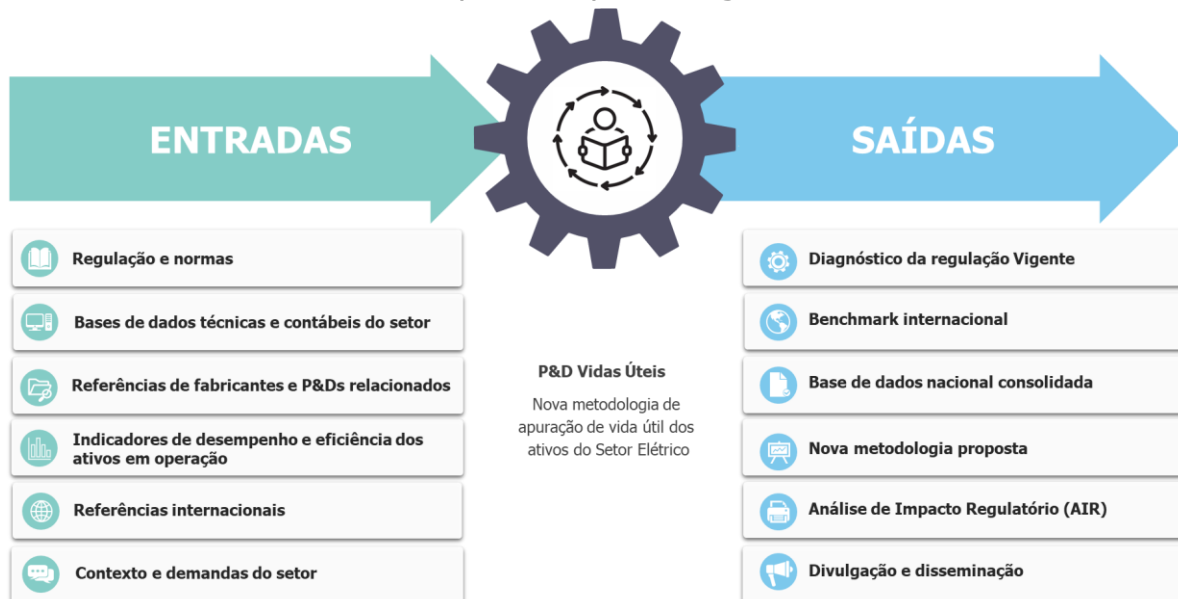 ENTRADAS
Regulação e normas
Bases de dados técnicas e contábeis do setor
Referências de fabricantes e P&Ds relacionados
Indicadores de desempenho e eficiência dos
ativos em operação
Referências internacionais
Contexto e demandas do setor
P&D Vidas Úteis
Nova metodologia de
apuração de vida útil dos
ativos do Setor Elétrico
SAÍDAS
Diagnóstico da regulação Vigente
Benchmark internacional
Base de dados nacional consolidada
Nova metodologia proposta
Análise de Impacto Regulatório (AIR)
Divulgação e disseminação